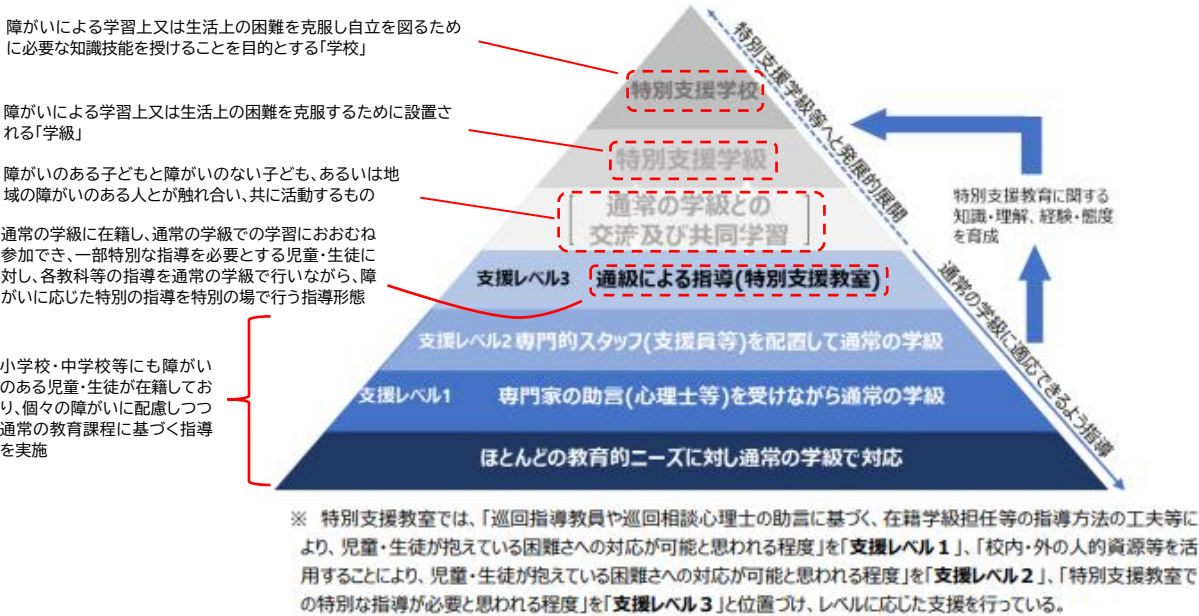 障がいによる学習上又は生活上の困難を克服し自立を図るため
に必要な知識技能を授けることを目的とする「学校」
障がいによる学習上又は生活上の困難を克服するために設置さ
れる「学級」
障がいのある子どもと障がいのない子ども、あるいは地
域の障がいのある人とが触れ合い、共に活動するもの
通常の学級に在籍し、通常の学級での学習におおむね
参加でき、一部特別な指導を必要とする児童・生徒に
対し、各教科等の指導を通常の学級で行いながら、障
がいに応じた特別の指導を特別の場で行う指導形態
小学校・中学校等にも障がい
のある児童・生徒が在籍してお
り、個々の障がいに配慮しつつ
通常の教育課程に基づく指導
を実施
特別支援学校
特別支援学級
通常の学級との
交流及び共同学習
支援レベル3 通級による指導(特別支援教室)
支援レベル2 専門的スタッフ(支援員等)を配置して通常の学級
支援レベル1 専門家の助言(心理士等)を受けながら通常の学級
ほとんどの教育的ニーズに対し通常の学級で対応
特別支援学級等へと発展的展開
通常の学級に適応できるよう指導
特別支援教育に関する
知識・理解、経験・態度
を育成
※ 特別支援教室では、「巡回指導教員や巡回相談心理士の助言に基づく、在籍学級担任等の指導方法の工夫等に
より、児童・生徒が抱えている困難さへの対応が可能と思われる程度」を「支援レベル1」、「校内・外の人的資源等を活
用することにより、児童・生徒が抱えている困難さへの対応が可能と思われる程度」を「支援レベル2」、「特別支援教室で
の特別な指導が必要と思われる程度」を「支援レベル3」と位置づけ、レベルに応じた支援を行っている。